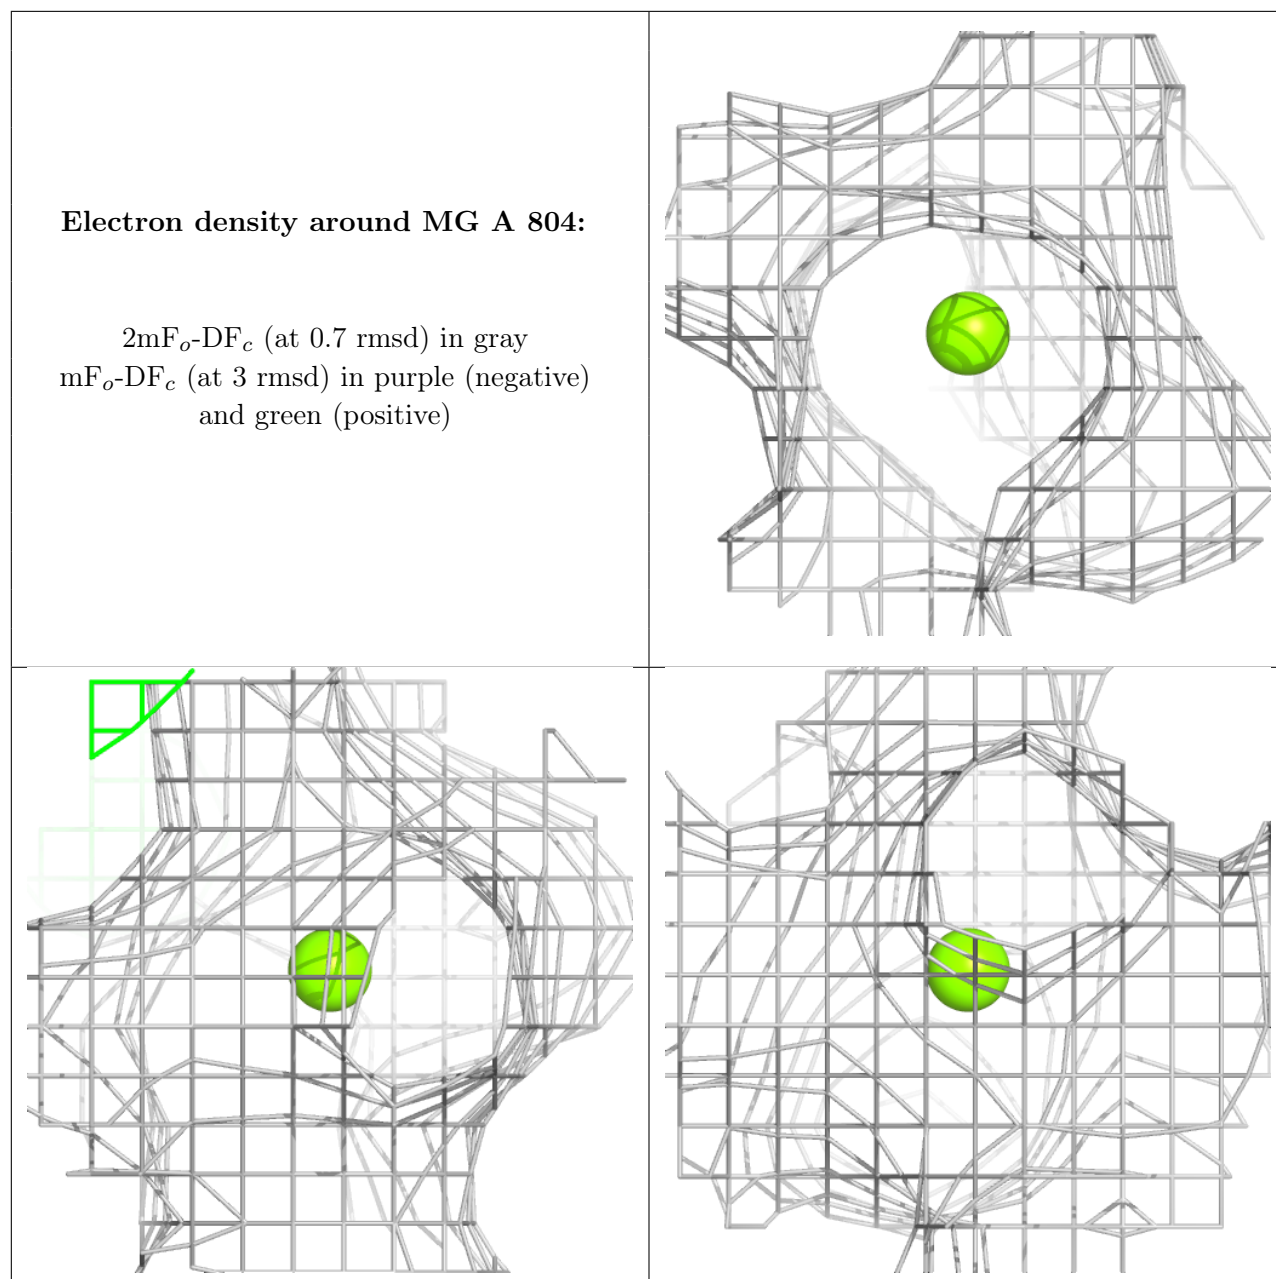 Electron density around MG A 804:
2mFo-DFc (at 0.7 rmsd) in gray
mFo-DFc (at 3 rmsd) in purple (negative)
and green (positive)